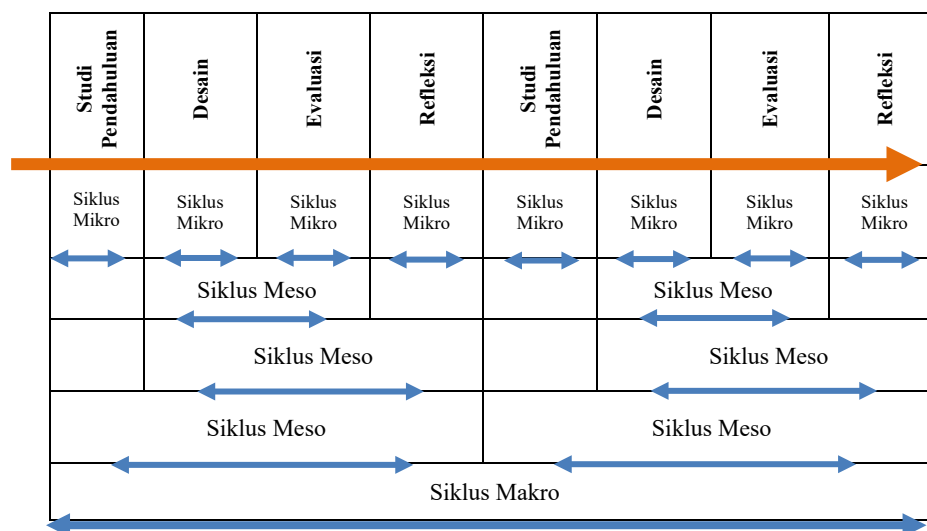 Studi
Pendahuluan
Desain
Evaluasi
Refleksi
Studi
Pendahuluan
Desain
Evaluasi
Refleksi
Siklus
Mikro
Siklus
Mikro
Siklus
Mikro
Siklus
Mikro
Siklus
Mikro
Siklus
Mikro
Siklus
Mikro
Siklus
Mikro
Siklus Meso
Siklus Meso
Siklus Meso
Siklus Meso
Siklus Meso
Siklus Meso
Siklus Makro